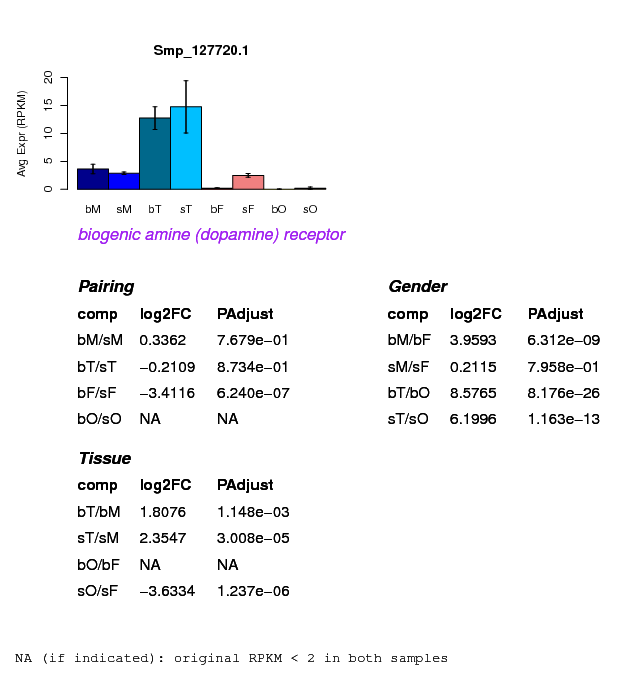 Smp_127720.1
Avg Expr (RPKM)
20
15
10
5
0
bM sM bT sT bF sF bO sO
biogenic amine (dopamine) receptor
Pairing
comp log2FC PAdjust
bM/sM 0.3362 7.679e−01
bT/sT −0.2109 8.734e−01
bF/sF −3.4116 6.240e−07
bO/sO NA NA
Gender
comp log2FC PAdjust
bM/bF 3.9593 6.312e−09
sM/sF 0.2115 7.958e−01
bT/bO 8.5765 8.176e−26
sT/sO 6.1996 1.163e−13
Tissue
comp log2FC PAdjust
bT/bM 1.8076 1.148e−03
sT/sM 2.3547 3.008e−05
bO/bF NA NA
sO/sF −3.6334 1.237e−06
NA (if indicated): original RPKM < 2 in both samples